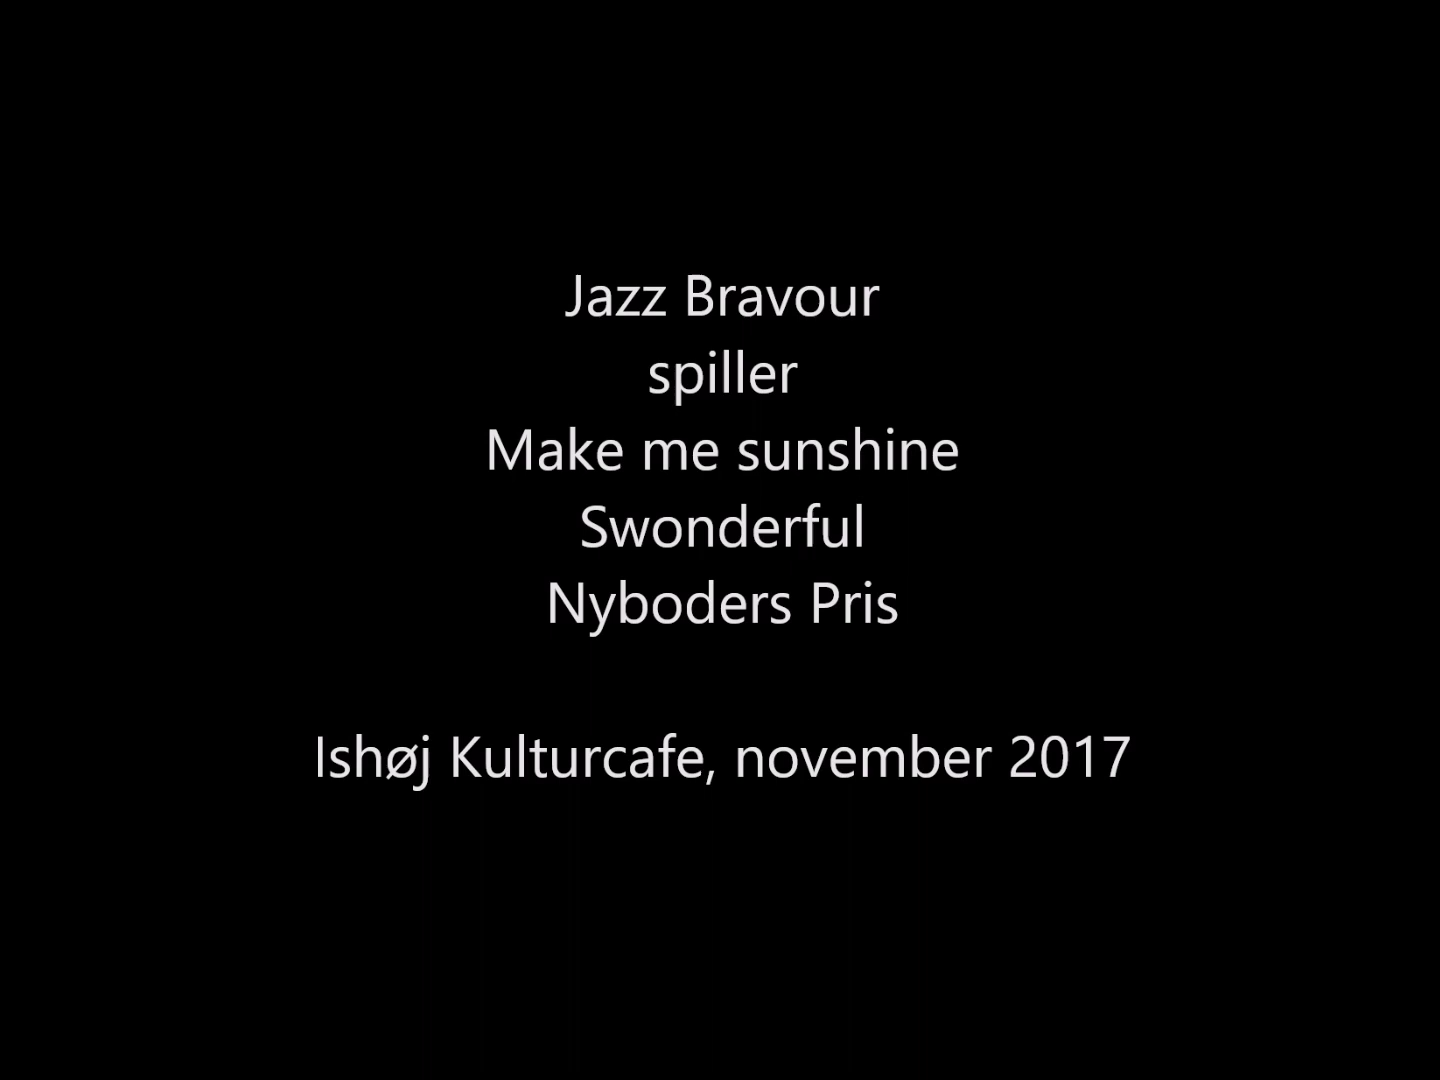 Jazz Bravour
spiller
Make me sunshine
Swonderful
Nyboders Pris
Ishøj Kulturcafe, november 2017